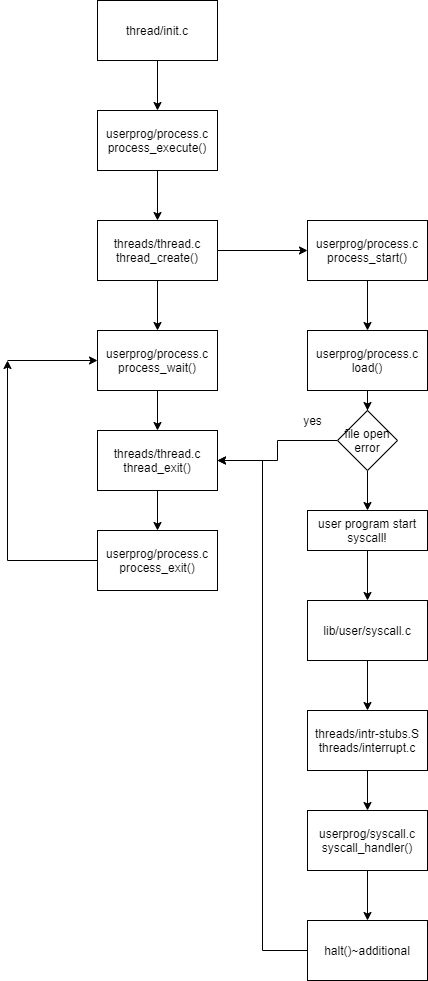 thread/init.c
userprog/process.c
process_execute()
threads/thread.c
thread_create()
userprog/process.c
process_start()
userprog/process.c
process_wait()
userprog/process.c
load()
yes
file open
error
threads/thread.c
thread_exit()
user program start
syscall!
userprog/process.c
process_exit()
lib/user/syscall.c
threads/intr-stubs.S
threads/interrupt.c
userprog/syscall.c
syscall_handler()
halt()~additional